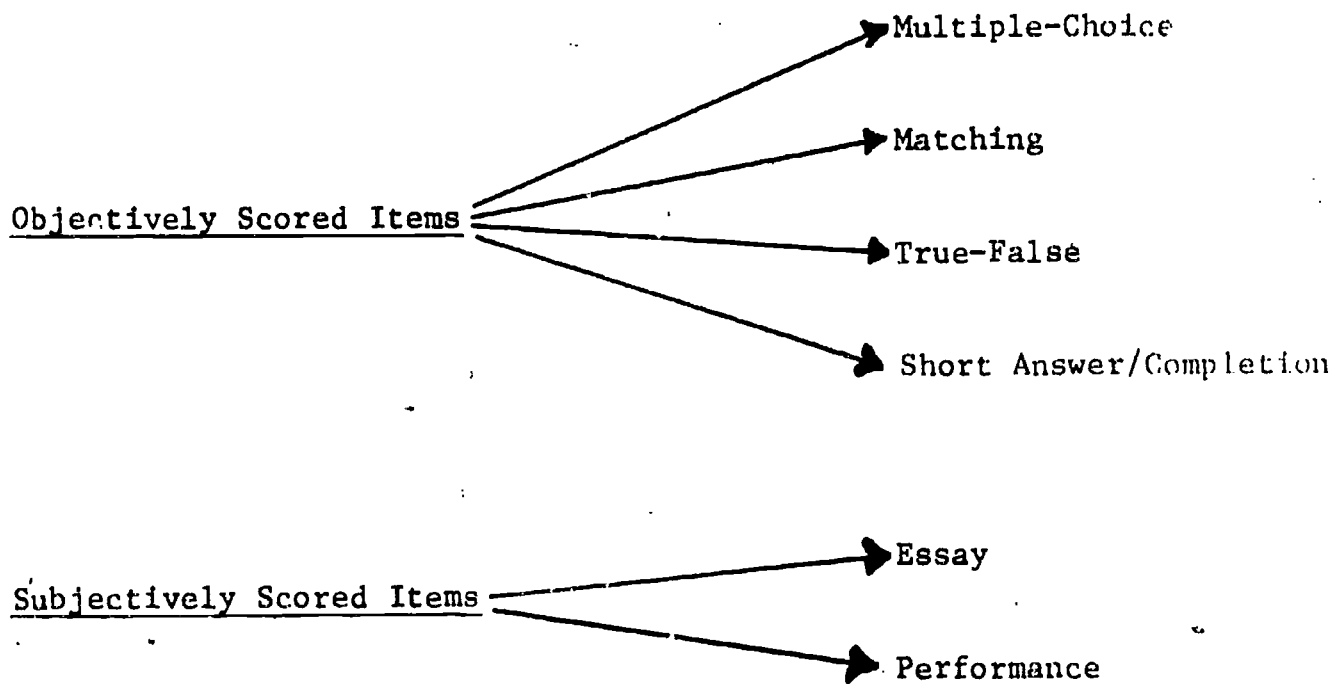 Multiple-Choice
Matching
Objectively Scored Items
True-False
Short Answer/Completion
Essay
Subjectively Scored Items
Performance